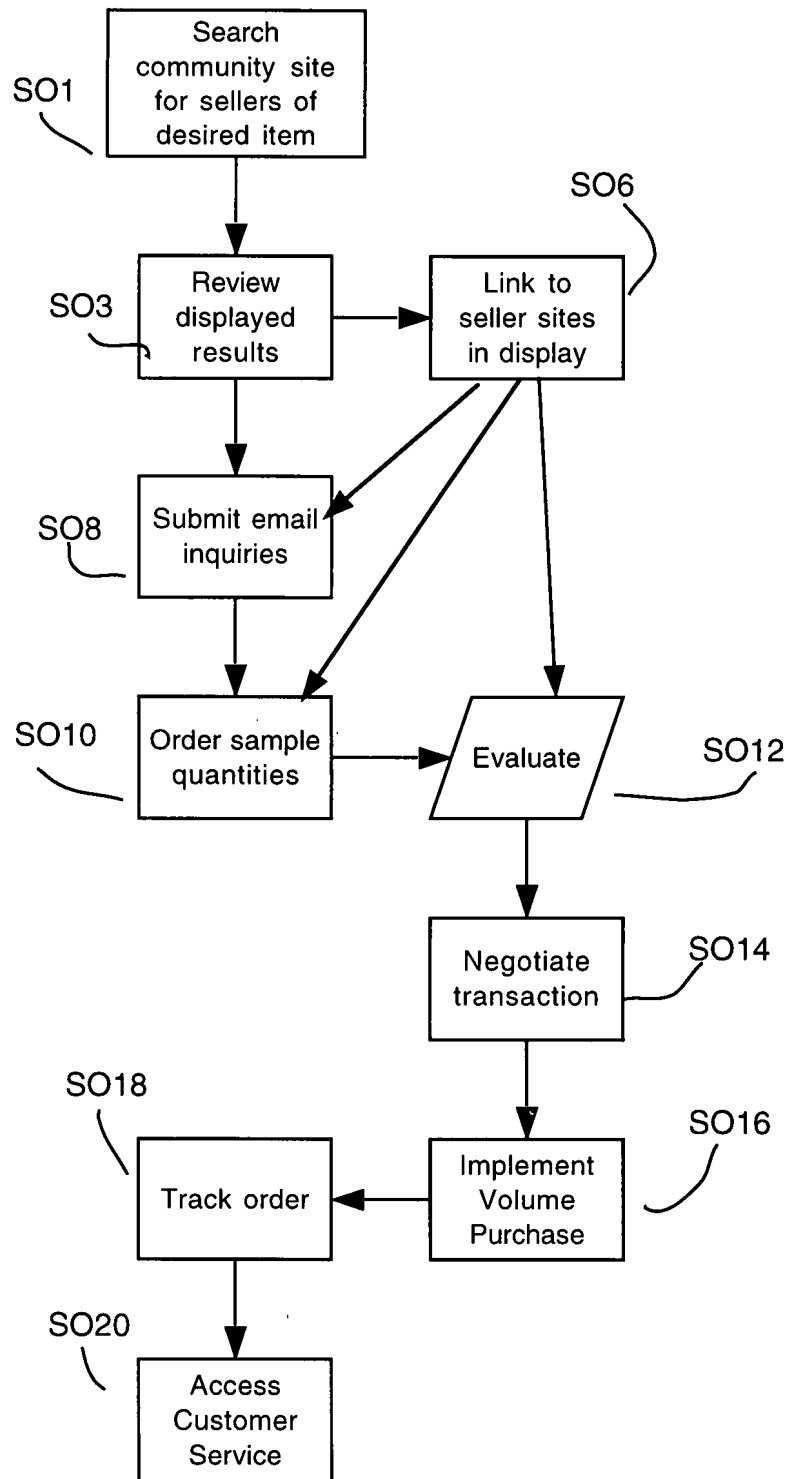 Search
community site
for sellers of
desired item
SO1
SO6
Review
displayed
results
SO3
Link to
seller sites
in display
Submit email
inquiries
SO8
Order sample
quantities
SO10
Evaluate
SO12
Negotiate
transaction
SO14
SO18
Track order
Implement
Volume
Purchase
SO16
SO20
Access
Customer
Service